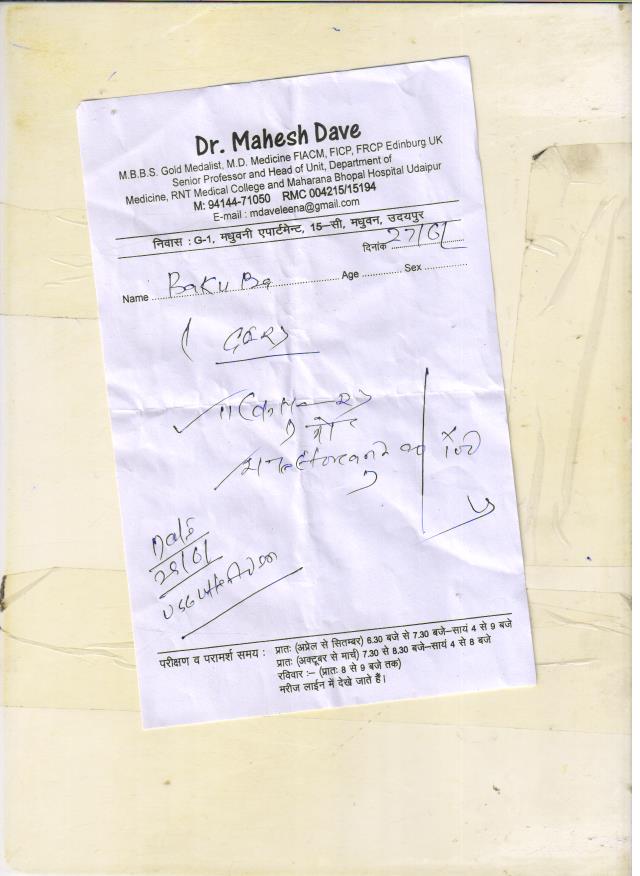 Dr. Mahesh Dave
M.B.B.S. Gold Medalist, M.D. Medicine FIACM, FICP, FRCP Edinburg UK
Senior Professor and Head of Unit, Department of
Medicine, RNT Medical College and Maharana Bhopal Hospital Udaipur
M: 94144-71050 RMC 004215/15194
E-mail : mdaveleena@gmail.com
निवास : G-1, मधुवनी एपार्टमेन्ट, 15-सी, मधुवन, उदयपुर
दिनांक 27/6/
Name Baku Ba Age Sex
Date
28/6/
USG
परीक्षण व परामर्श समय : प्रातः (अप्रेल से सितम्बर) 6.30 बजे से 7.30 बजे-सायं 4 से 9 बजे
प्रातः (अक्टूबर से मार्च) 7.30 से 8.30 बजे-सायं 4 से 8 बजे
रविवार :- (प्रातः 8 से 9 बजे तक)
मरीज लाईन में देखे जाते हैं।